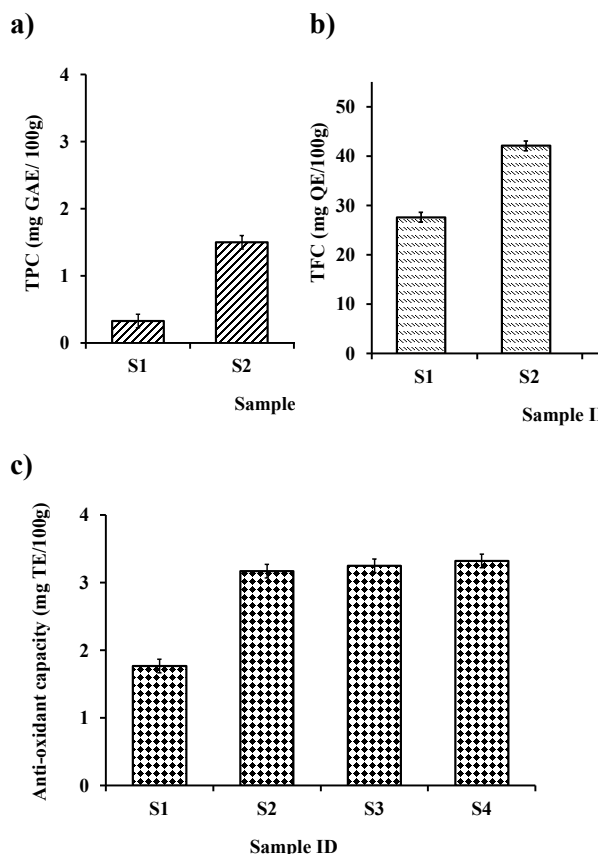 a)
TPC (mg GAE/ 100g)
4
3
2
1
0
S1 S2
Sample
b)
TFC (mg QE/100g)
50
40
30
20
10
0
S1 S2
Sample I
c)
Anti-oxidant capacity (mg TE/100g)
4
3
2
1
0
S1 S2 S3 S4
Sample ID